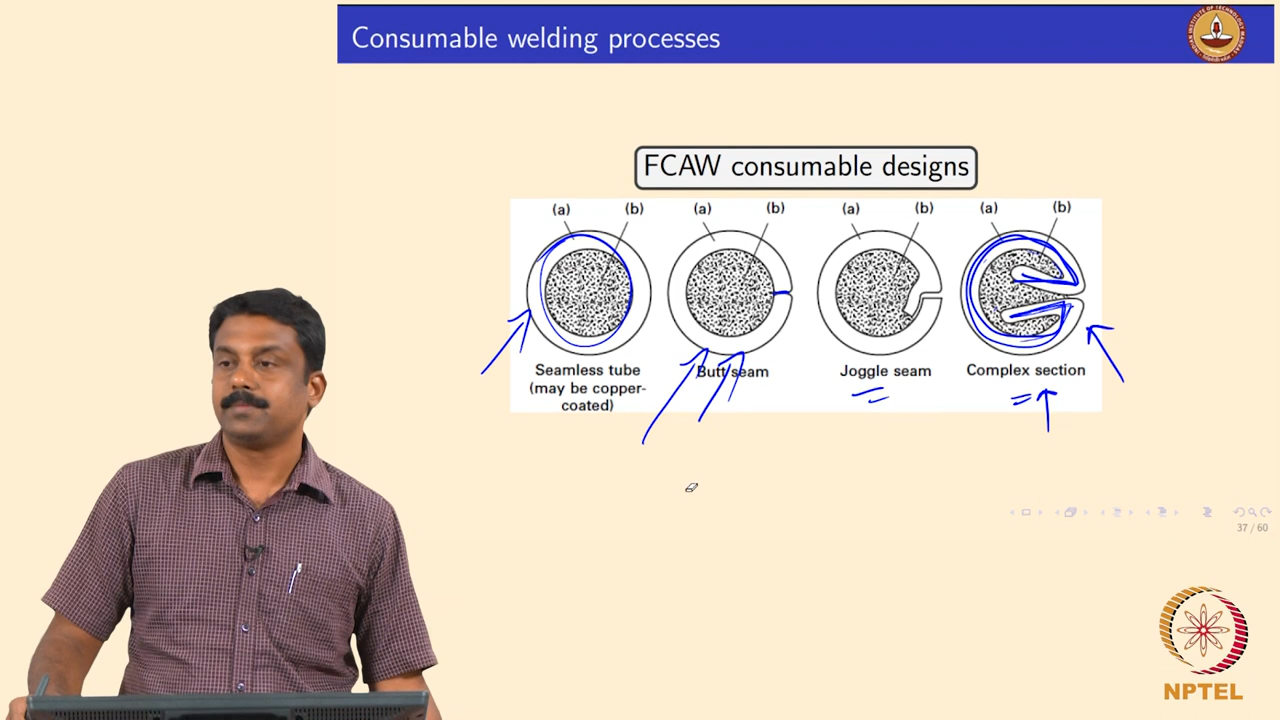 Consumable welding processes
FCAW consumable designs
(a) (b) (a) (b) (a) (b) (a) (b)
Seamless tube
(may be copper-
coated)
Butt seam
Joggle seam
Complex section
37 / 60
NPTEL